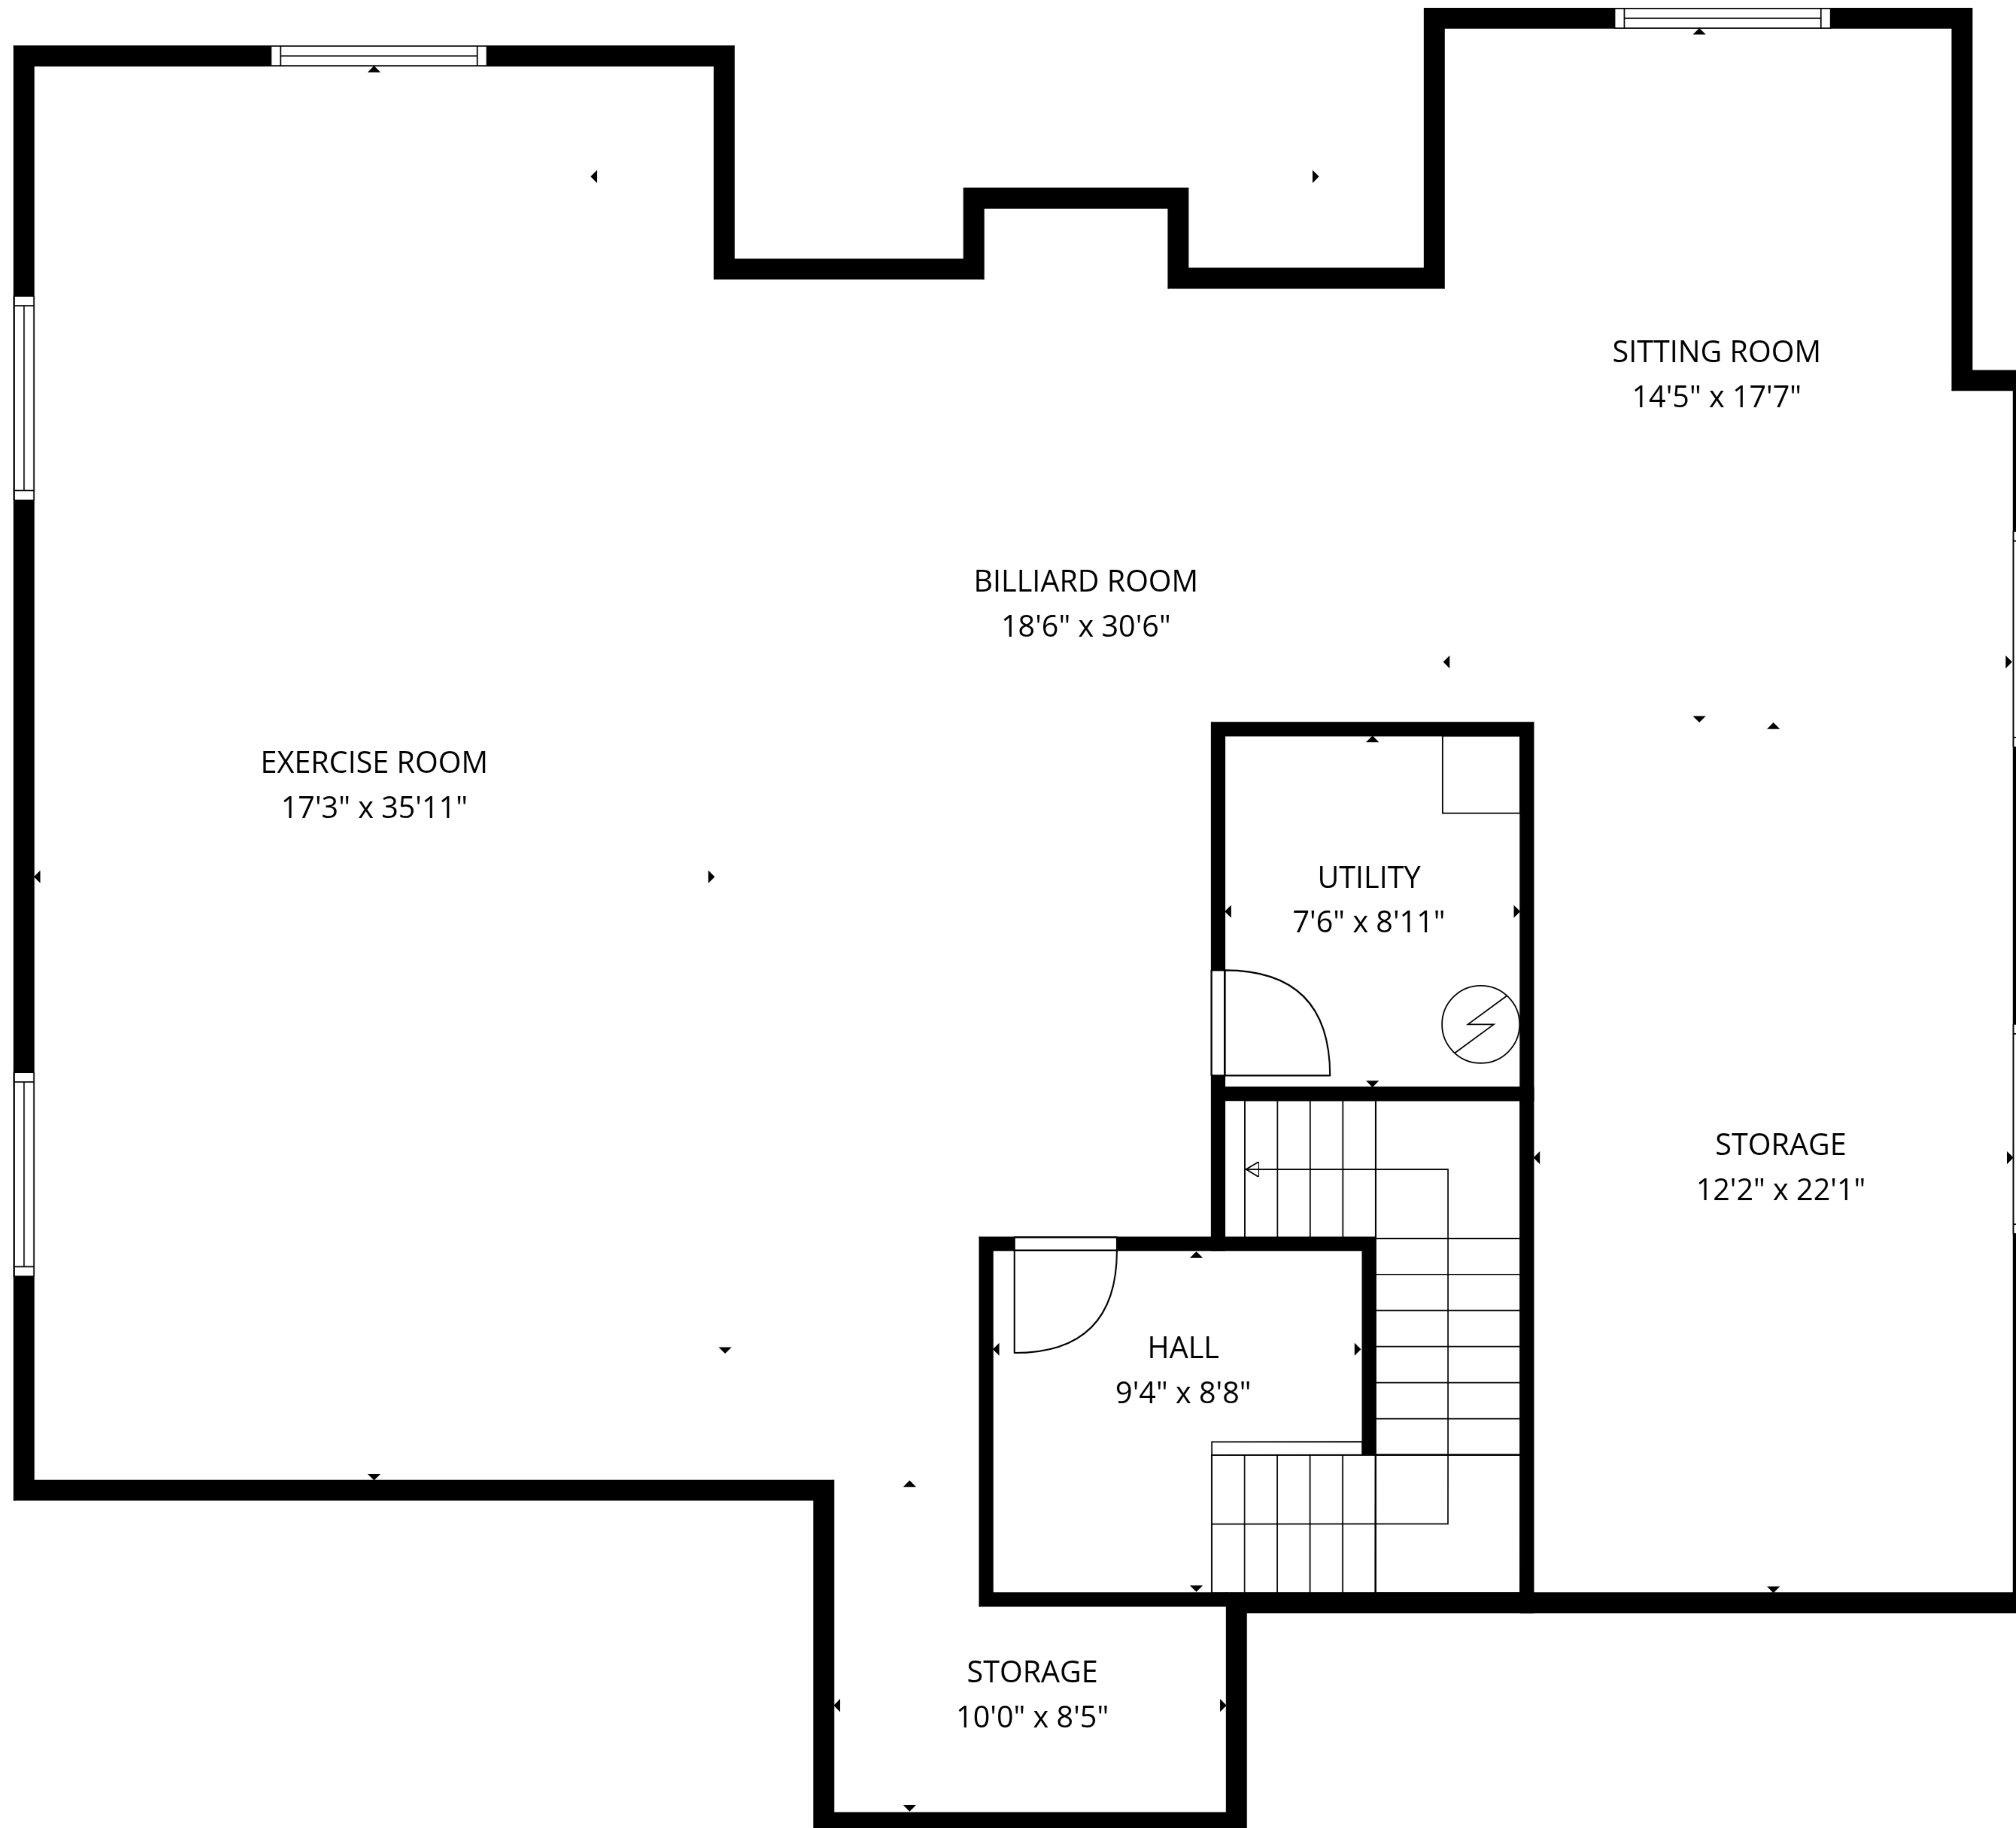 SITTING ROOM
14'5" x 17'7"
BILLIARD ROOM
18'6" x 30'6"
EXERCISE ROOM
17'3" x 35'11"
UTILITY
7'6" x 8'11"
STORAGE
12'2" x 22'1"
HALL
9'4" x 8'8"
STORAGE
10'0" x 8'5"